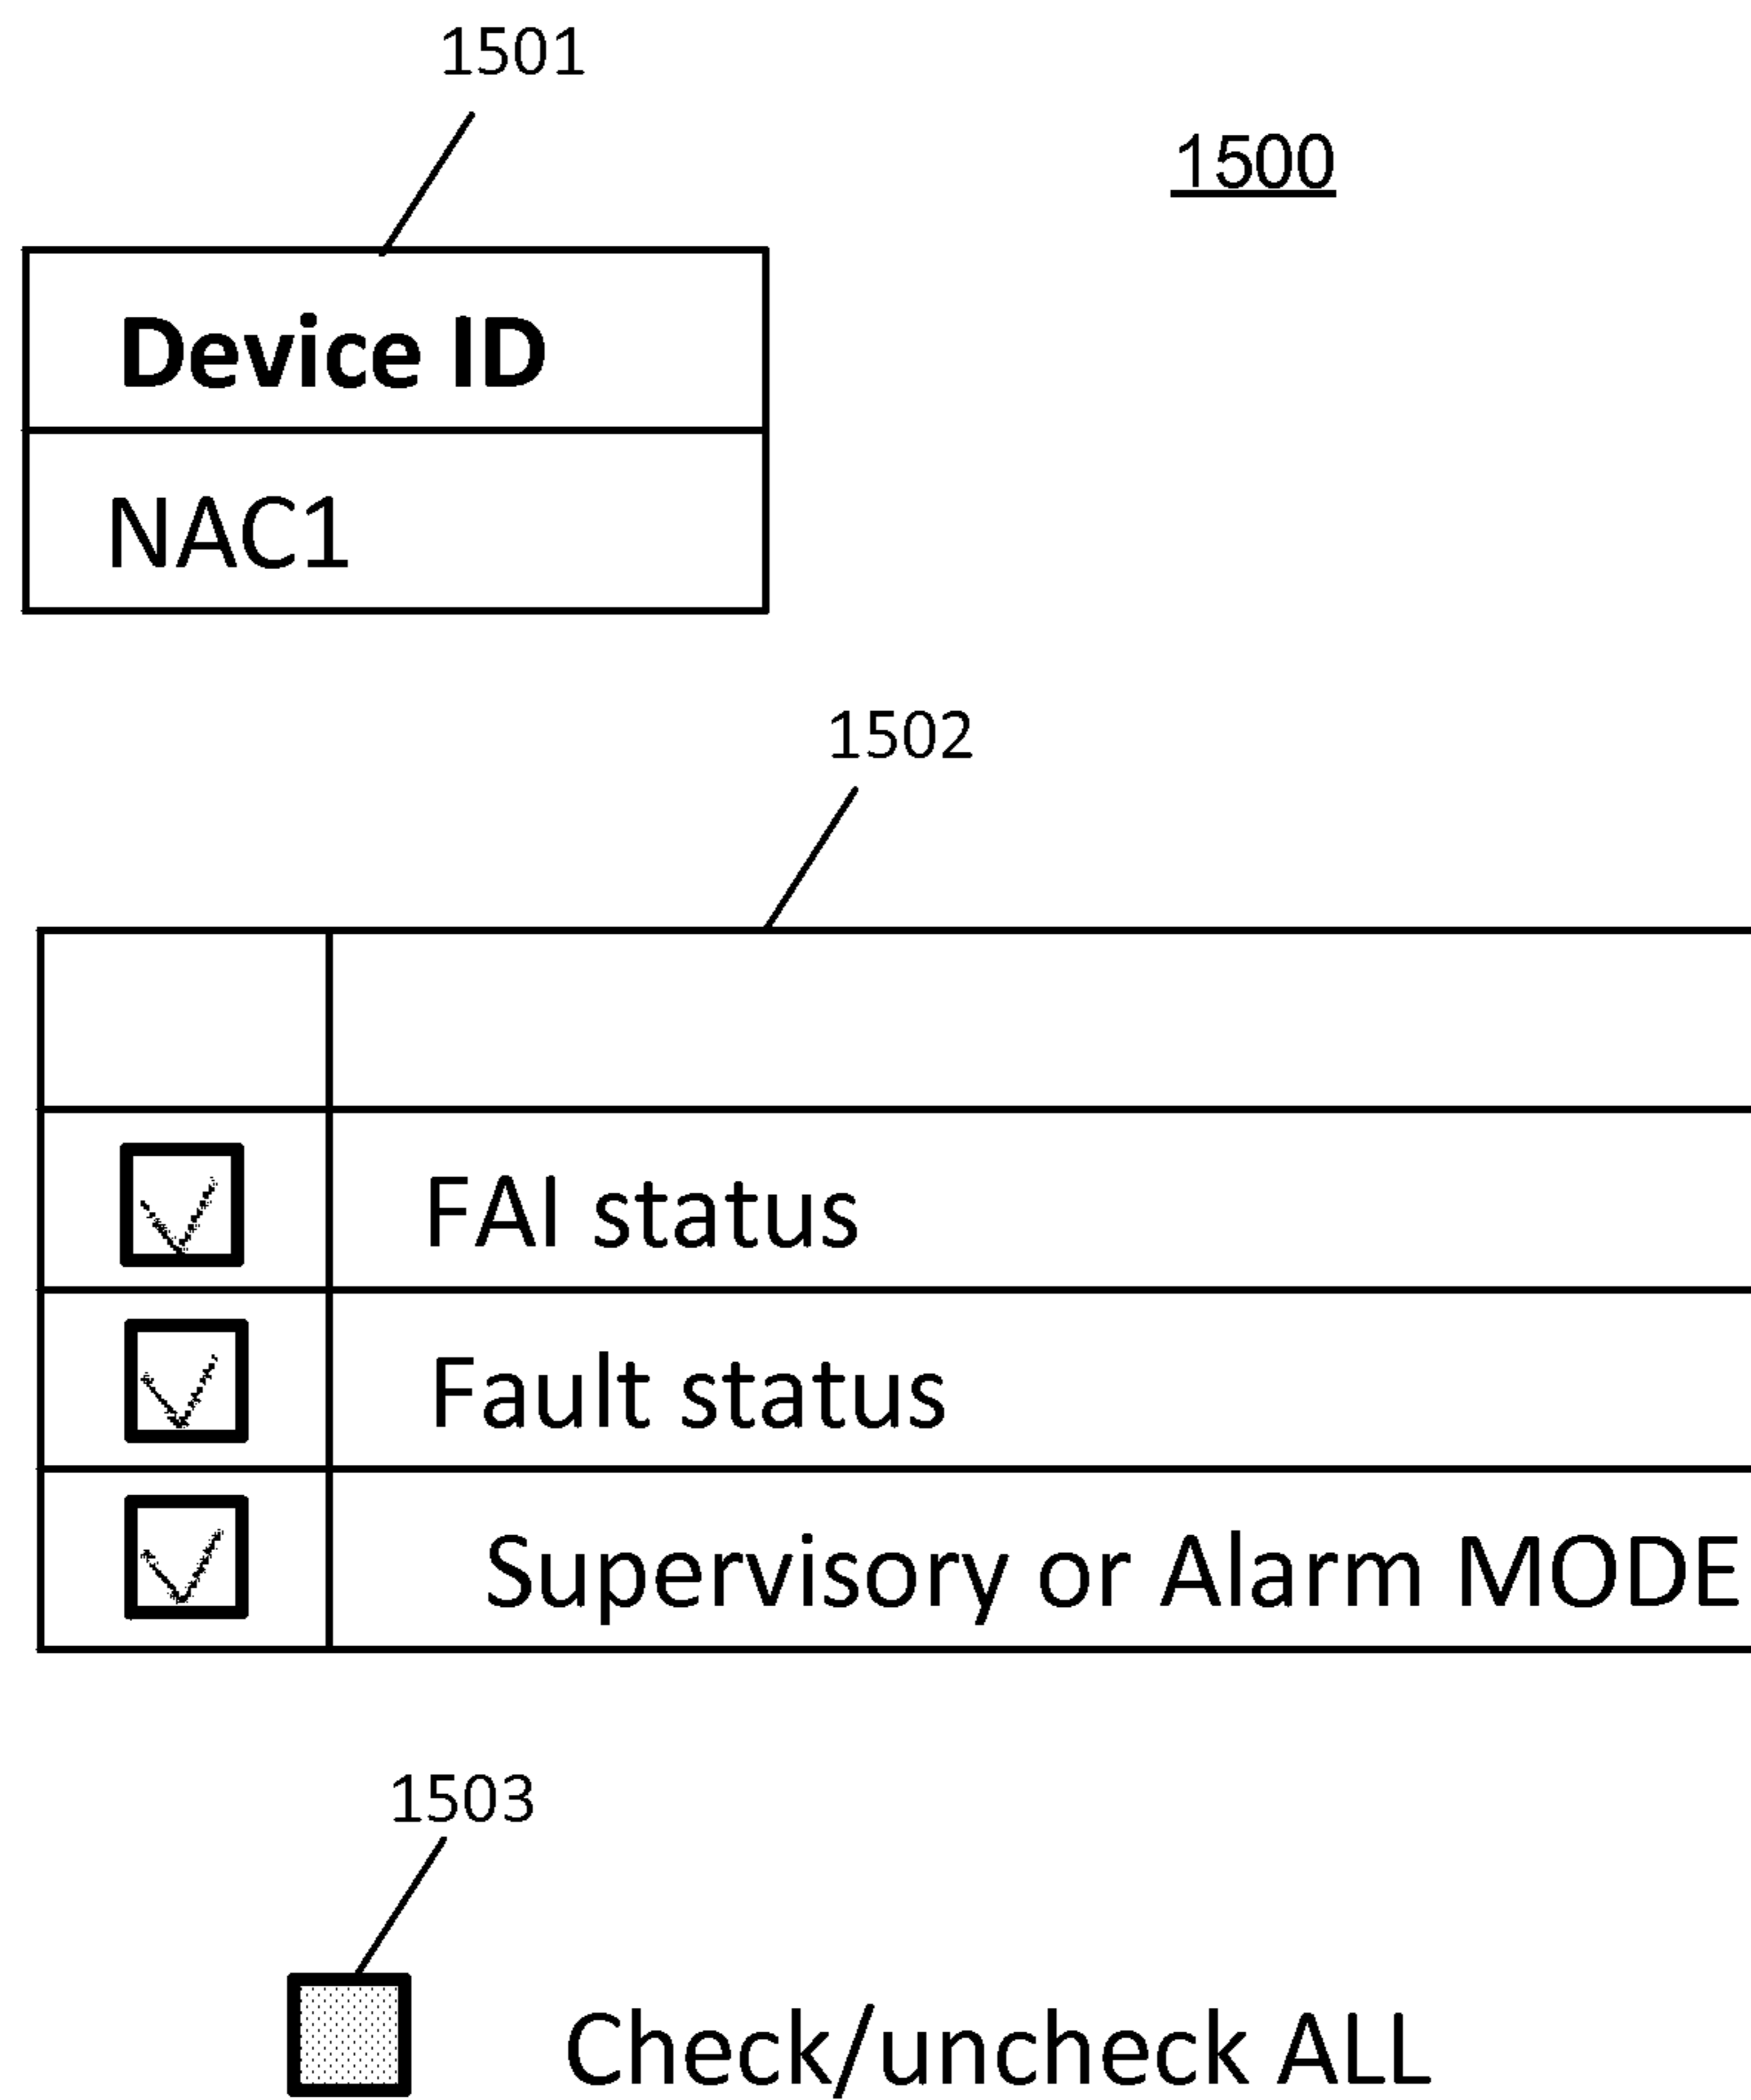 1501
1500
Device ID
NAC1
1502
FAI status
Fault status
Supervisory or Alarm MODE
1503
Check/uncheck ALL